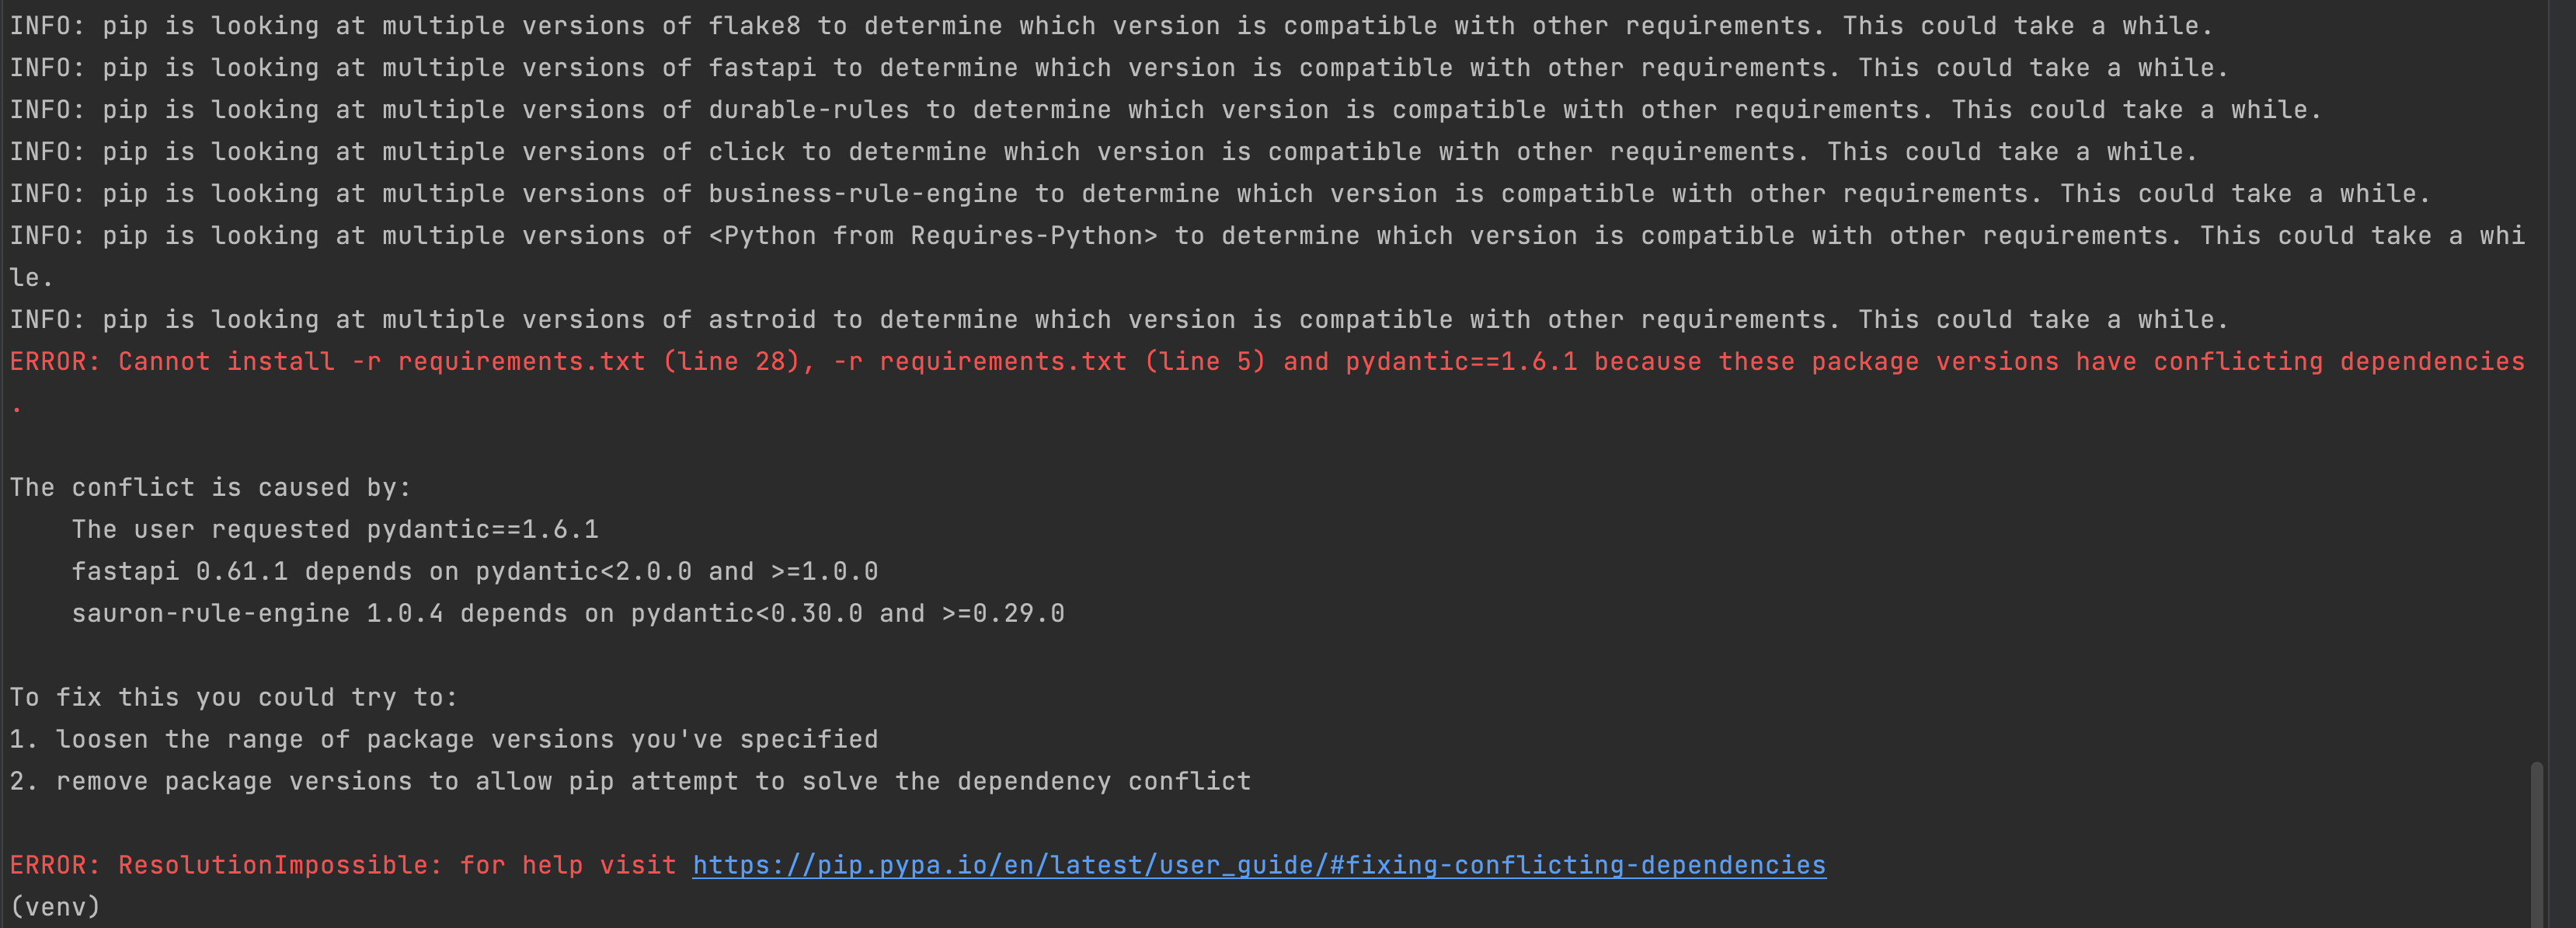 INFO: pip is looking at multiple versions of flake8 to determine which version is compatible with other requirements. This could take a while.
INFO: pip is looking at multiple versions of fastapi to determine which version is compatible with other requirements. This could take a while.
INFO: pip is looking at multiple versions of durable-rules to determine which version is compatible with other requirements. This could take a while.
INFO: pip is looking at multiple versions of click to determine which version is compatible with other requirements. This could take a while.
INFO: pip is looking at multiple versions of business-rule-engine to determine which version is compatible with other requirements. This could take a while.
INFO: pip is looking at multiple versions of <Python from Requires-Python> to determine which version is compatible with other requirements. This could take a whi
le.
INFO: pip is looking at multiple versions of astroid to determine which version is compatible with other requirements. This could take a while.
ERROR: Cannot install -r requirements.txt (line 28), -r requirements.txt (line 5) and pydantic==1.6.1 because these package versions have conflicting dependencies
.
The conflict is caused by:
    The user requested pydantic==1.6.1
    fastapi 0.61.1 depends on pydantic<2.0.0 and >=1.0.0
    sauron-rule-engine 1.0.4 depends on pydantic<0.30.0 and >=0.29.0
To fix this you could try to:
1. loosen the range of package versions you've specified
2. remove package versions to allow pip attempt to solve the dependency conflict
ERROR: ResolutionImpossible: for help visit https://pip.pypa.io/en/latest/user_guide/#fixing-conflicting-dependencies
(venv)